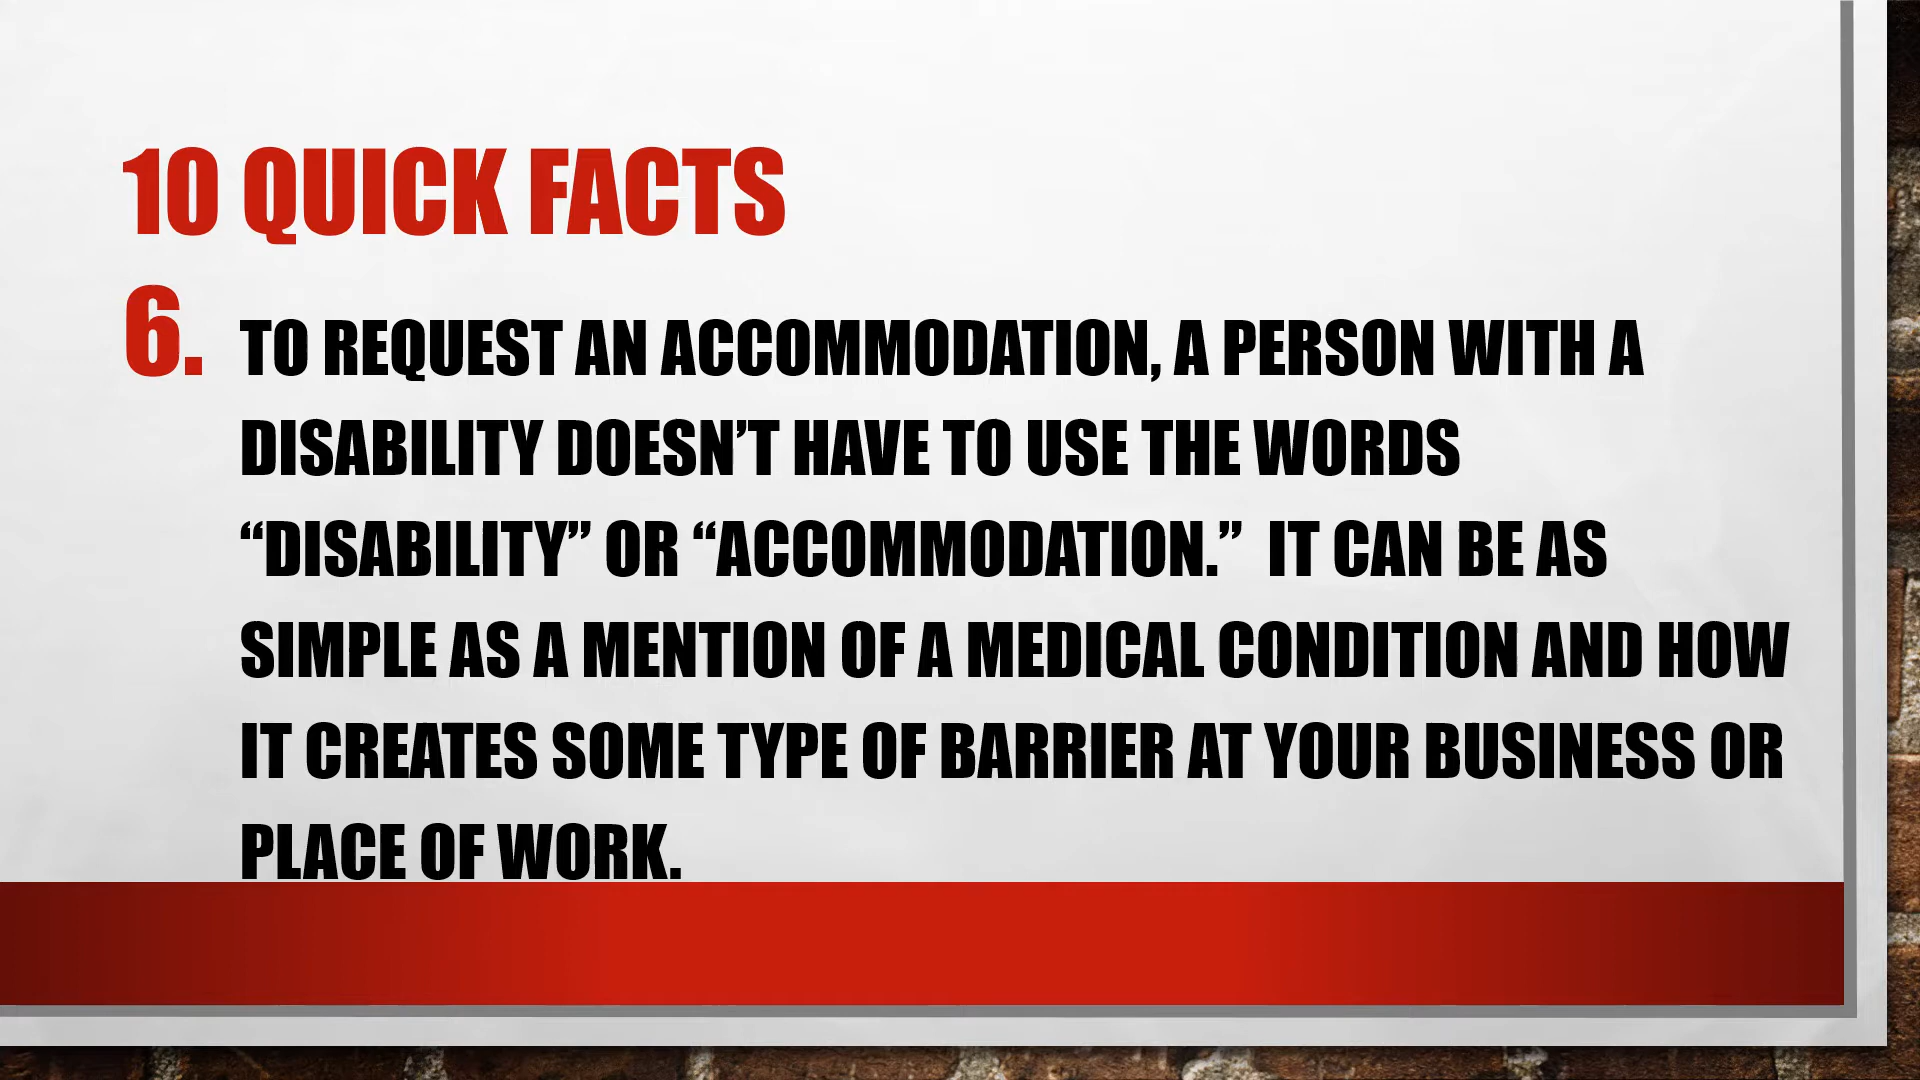 10 QUICK FACTS
6. TO REQUEST AN ACCOMMODATION, A PERSON WITH A
DISABILITY DOESN’T HAVE TO USE THE WORDS
“DISABILITY” OR “ACCOMMODATION.”  IT CAN BE AS
SIMPLE AS A MENTION OF A MEDICAL CONDITION AND HOW
IT CREATES SOME TYPE OF BARRIER AT YOUR BUSINESS OR
PLACE OF WORK.